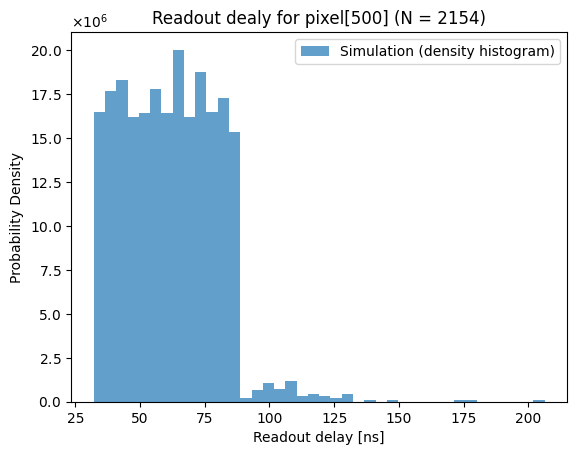 Readout dealy for pixel[500] (N = 2154)
×10⁶
Simulation (density histogram)
20.0
17.5
15.0
12.5
10.0
7.5
5.0
2.5
0.0
Probability Density
25 50 75 100 125 150 175 200
Readout delay [ns]